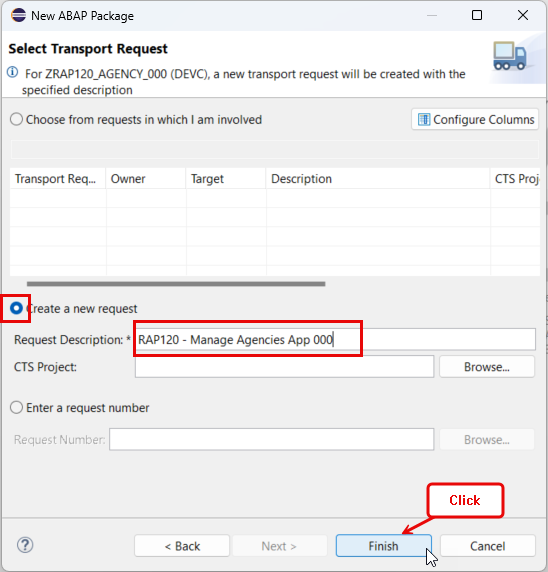 New ABAP Package
Select Transport Request
For ZRAP120_AGENCY_000 (DEVC), a new transport request will be created with the
specified description
Choose from requests in which I am involved
Configure Columns
Transport Req... Owner Target Description CTS Proj
Create a new request
Request Description: * RAP120 - Manage Agencies App 000
CTS Project: Browse...
Enter a request number
Request Number: Browse...
Click
? < Back Next > Finish Cancel